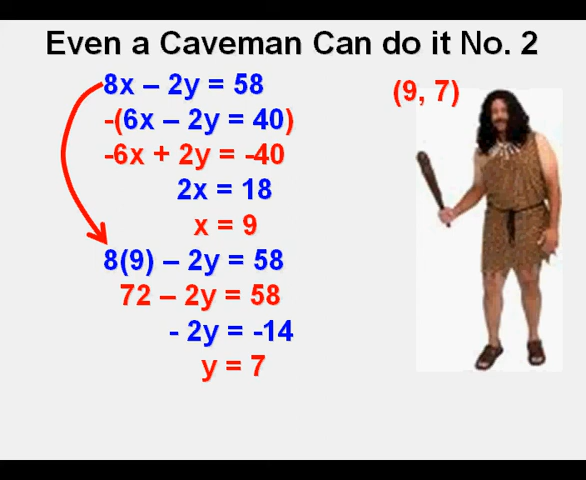 Even a Caveman Can do it No. 2
8x – 2y = 58
(9, 7)
-(6x – 2y = 40)
-6x + 2y = -40
2x = 18
x = 9
8(9) – 2y = 58
72 – 2y = 58
- 2y = -14
y = 7